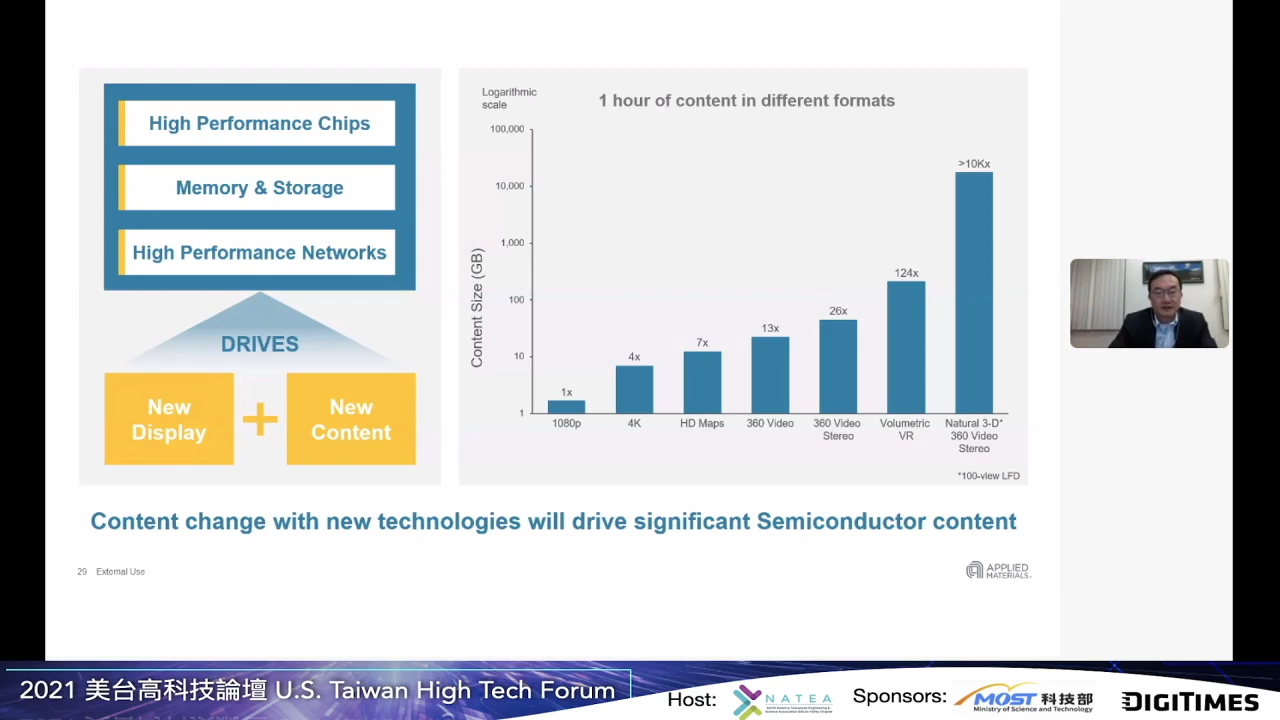 High Performance Chips
Memory & Storage
High Performance Networks
DRIVES
New
Display
+
New
Content
Logarithmic
scale
1 hour of content in different formats
Content Size (GB)
100,000
10,000
1,000
100
10
1
1x
4x
7x
13x
26x
124x
>10Kx
1080p
4K
HD Maps
360 Video
360 Video
Stereo
Volumetric
VR
Natural 3-D*
360 Video
Stereo
*100-view LFD
Content change with new technologies will drive significant Semiconductor content
29 External Use
APPLIED
MATERIALS
2021 美台高科技論壇 U.S. Taiwan High Tech Forum
Host:
NATEA
Sponsors:
MOST 科技部
Ministry of Science and Technology
DIGITIMES